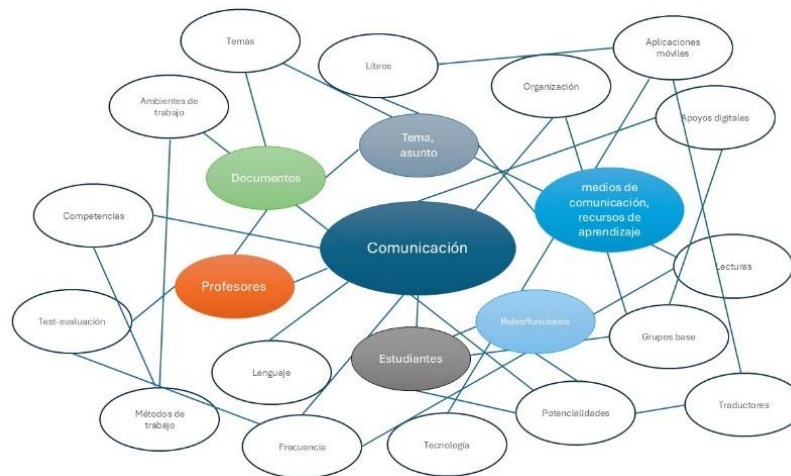 Temas
Libros
Aplicaciones
móviles
Organización
Ambientes de
trabajo
Apoyos digitales
Tema,
asunto
Documentos
medios de
comunicación,
recursos de
aprendizaje
Competencias
Comunicación
Lecturas
Profesores
Test-evaluación
Roles/funciones
Grupos base
Estudiantes
Lenguaje
Métodos de
trabajo
Potencialidades
Traductores
Frecuencia
Tecnología